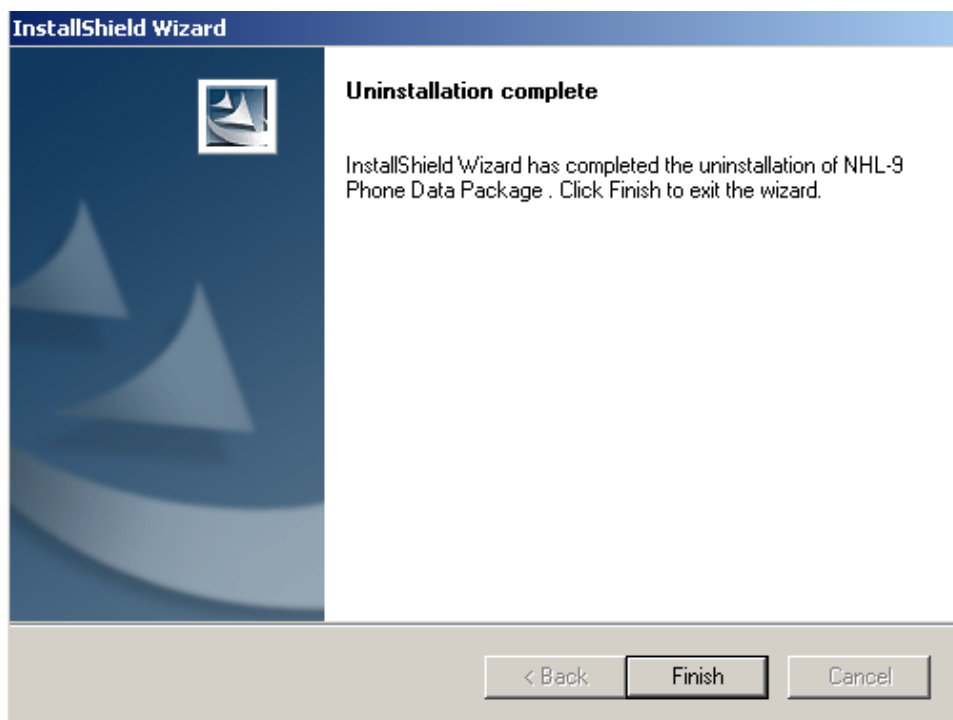 InstallShield Wizard
Uninstallation complete
InstallShield Wizard has completed the uninstallation of NHL-9
Phone Data Package . Click Finish to exit the wizard.
< Back
Finish
Cancel